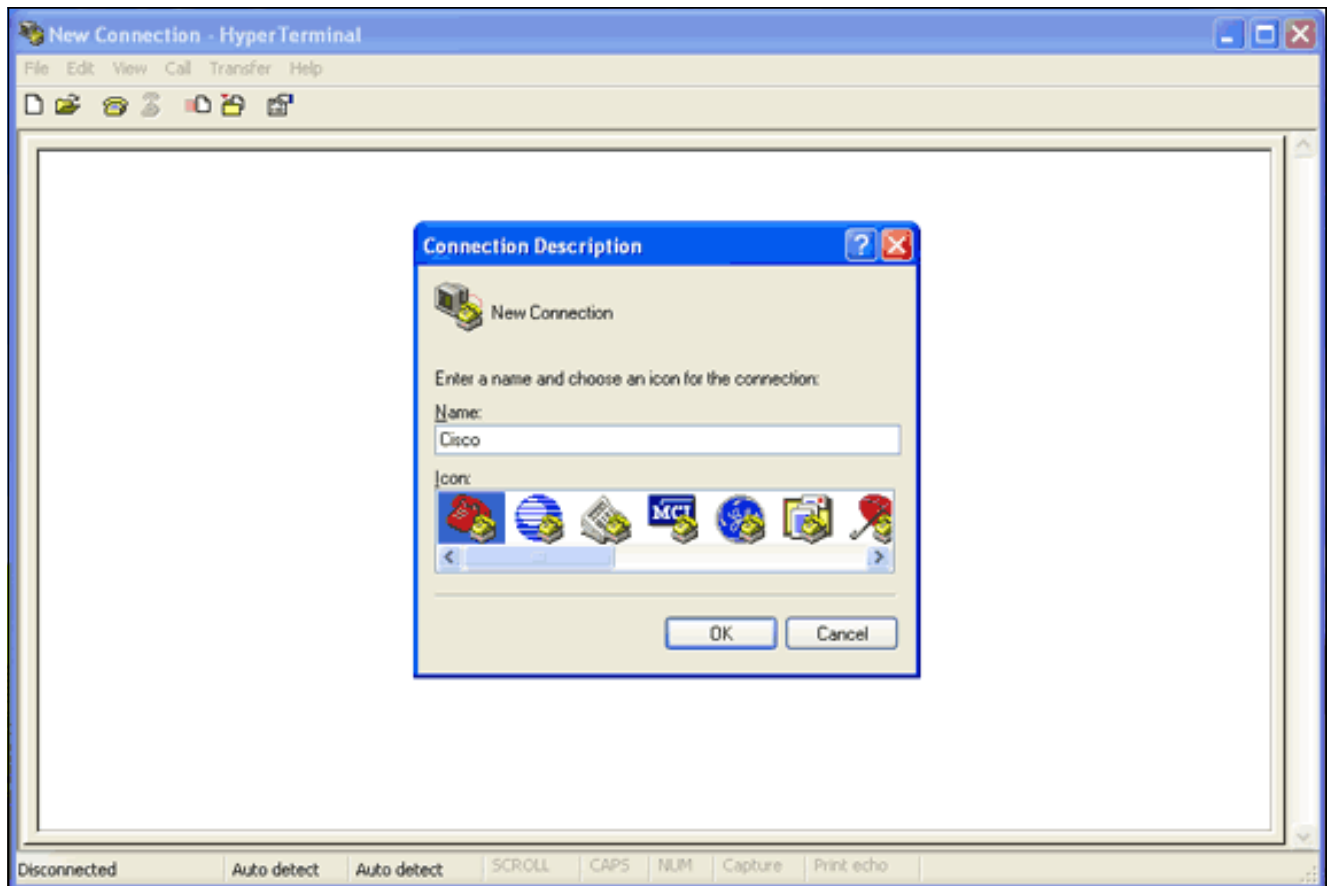 New Connection - HyperTerminal
File Edit View Call Transfer Help
Connection Description
New Connection
Enter a name and choose an icon for the connection:
Name:
Cisco
Icon:
MCI
OK Cancel
Disconnected Auto detect Auto detect SCROLL CAPS NUM Capture Print echo